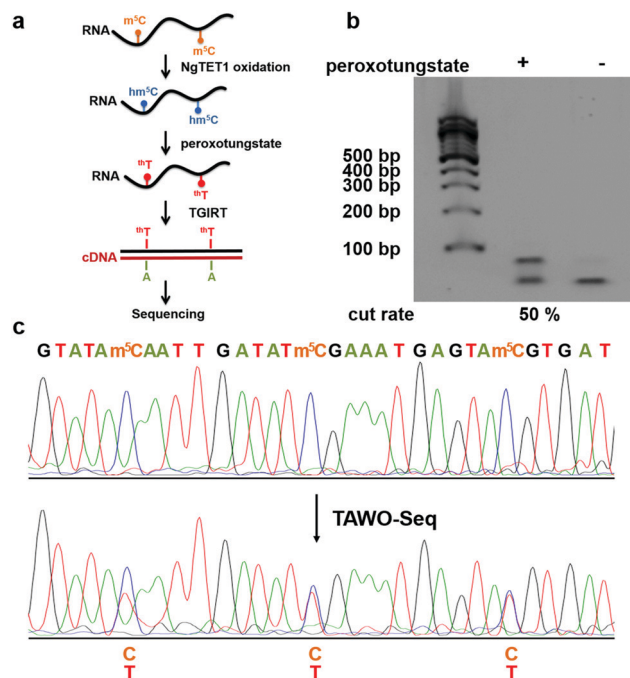 a
RNA
m⁵C
m⁵C
NgTET1 oxidation
RNA
hm⁵C
hm⁵C
peroxotungstate
RNA
ᵗʰT
ᵗʰT
TGIRT
ᵗʰT ᵗʰT
cDNA
A A
Sequencing
b
peroxotungstate + -
500 bp
400 bp
300 bp
200 bp
100 bp
cut rate 50 %
c
G T A T A m⁵C A A T T G A T A T m⁵C G A A A T G A G T A m⁵C G T G A T
TAWO-Seq
C C C
T T T